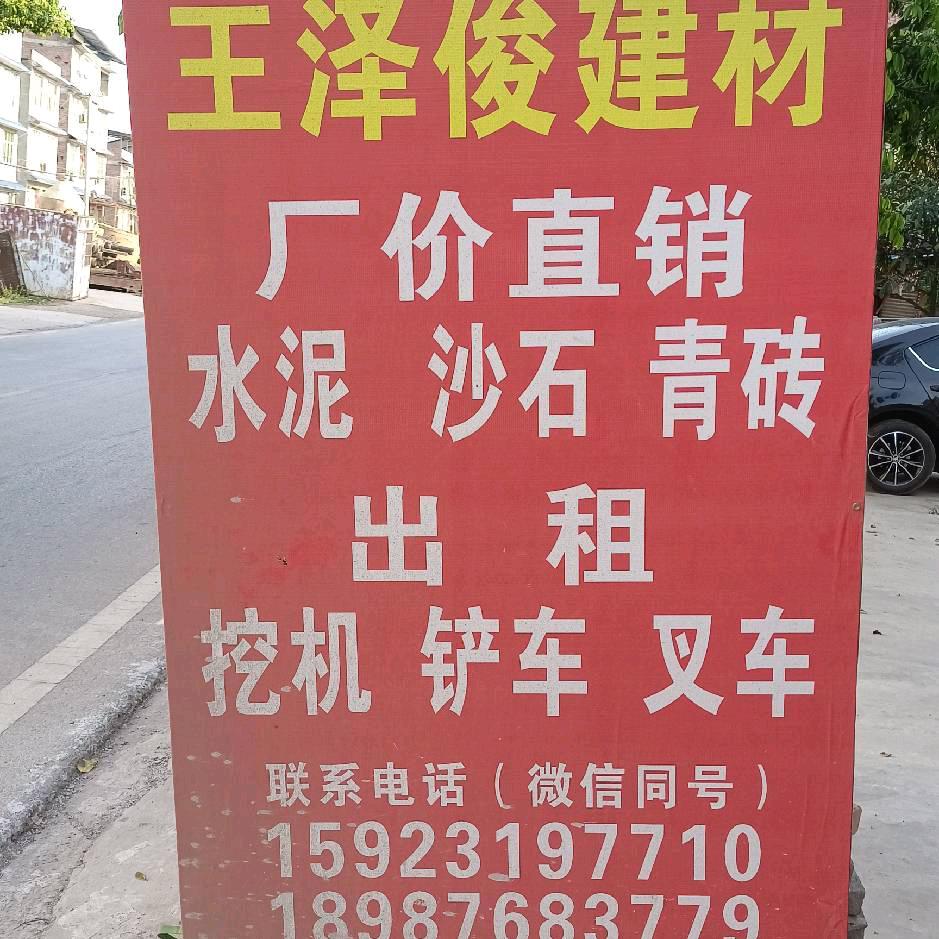 王泽俊建材
厂价直销
水泥 沙石 青砖
出租
挖机 铲车 叉车
联系电话（微信同号）
15923197710
18987683779